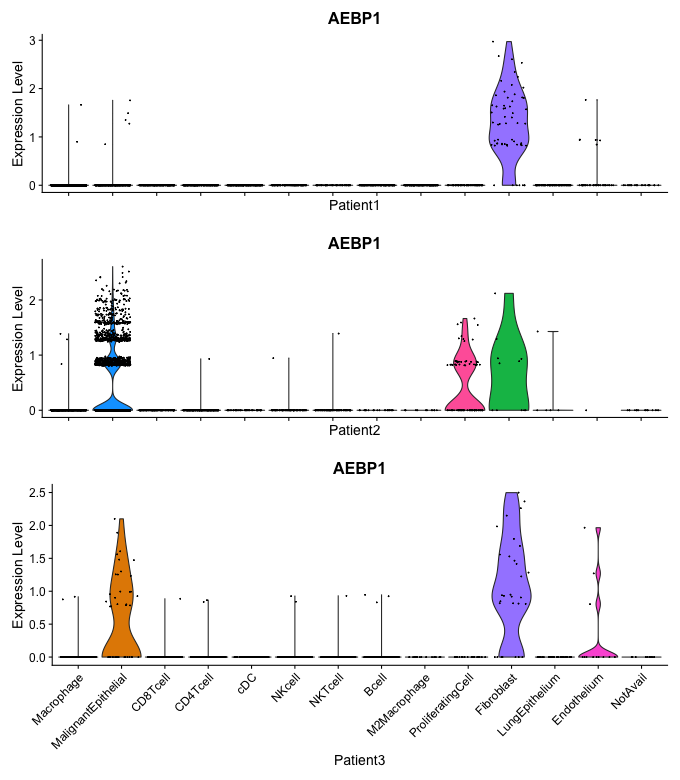 AEBP1
Expression Level
3
2
1
0
Patient1
AEBP1
Expression Level
2
1
0
Patient2
AEBP1
Expression Level
2.5
2.0
1.5
1.0
0.5
0.0
Macrophage
MalignantEpithelial
CD8Tcell
CD4Tcell
cDC
NKcell
NKTcell
Bcell
M2Macrophage
ProliferatingCell
Fibroblast
LungEpithelium
Endothelium
NotAvail
Patient3